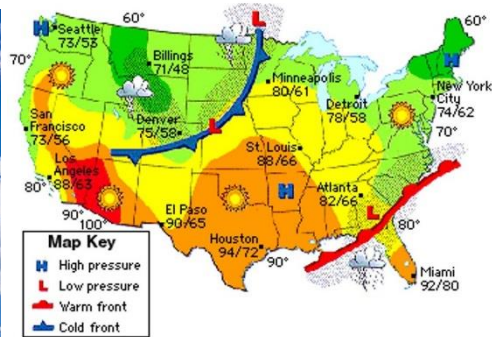 60°
L
60°
H
Seattle
73/53
Billings
71/48
H
70°
Minneapolis
80/61
New York
City
74/62
Detroit
78/58
San
Francisco
73/56
Denver
75/58
L
70°
St. Louis
88/66
Los
Angeles
88/63
80°
H
Atlanta
82/66
L
80°
90°
100°
El Paso
90/65
Houston
94/72
90°
Miami
92/80
Map Key
H High pressure
L Low pressure
Warm front
Cold front